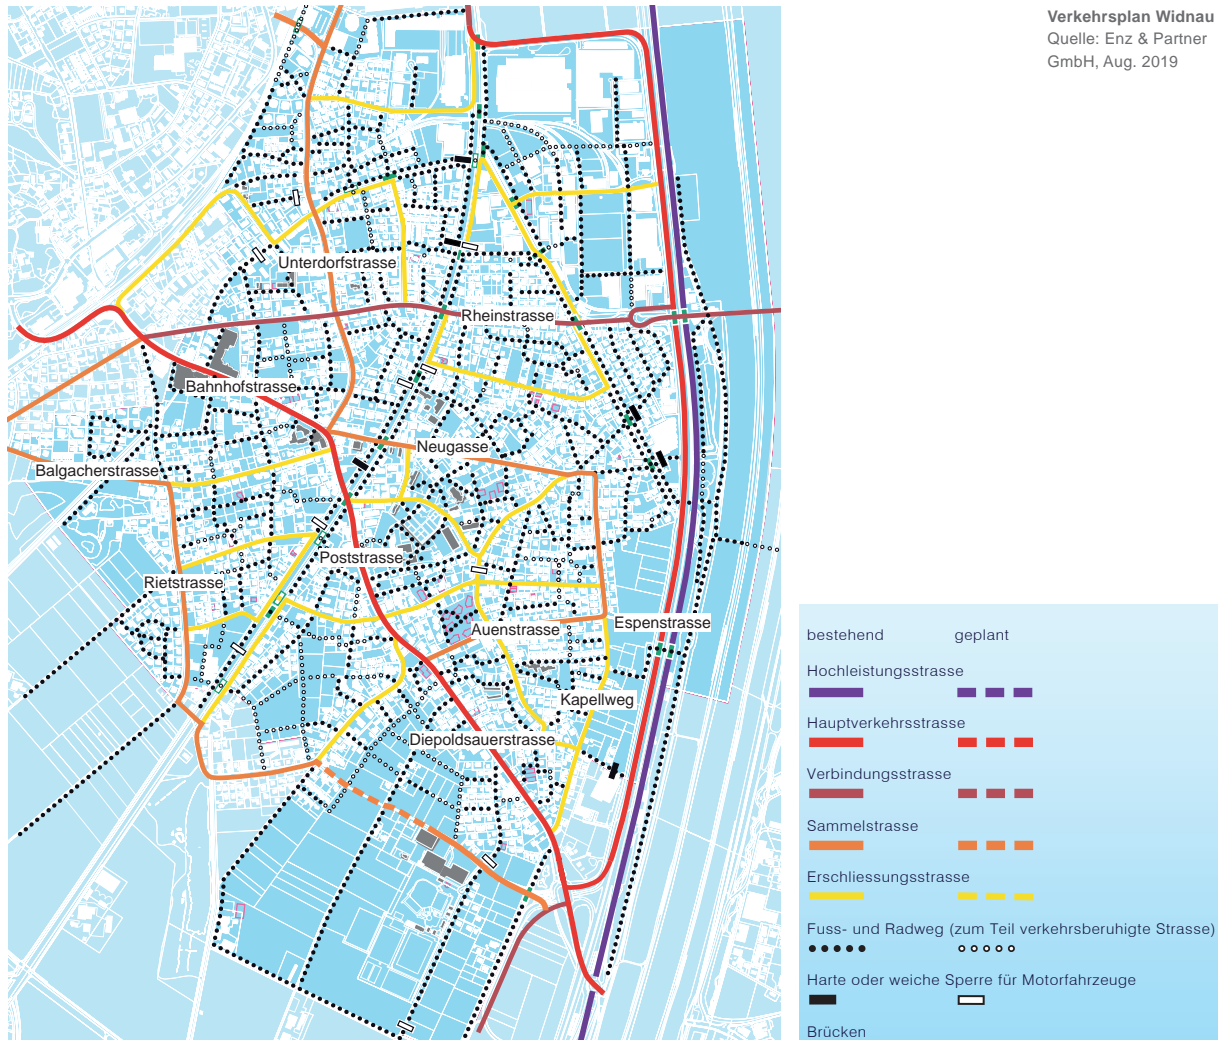 Verkehrsplan Widnau
Quelle: Enz & Partner
GmbH, Aug. 2019
Unterdorfstrasse
Rheinstrasse
Bahnhofstrasse
Neugasse
Balgacherstrasse
Poststrasse
Rietstrasse
Auenstrasse
Espenstrasse
Kapellweg
Diepoldsauerstrasse
bestehend geplant
Hochleistungsstrasse
Hauptverkehrsstrasse
Verbindungsstrasse
Sammelstrasse
Erschliessungsstrasse
Fuss- und Radweg (zum Teil verkehrsberuhigte Strasse)
Harte oder weiche Sperre für Motorfahrzeuge
Brücken